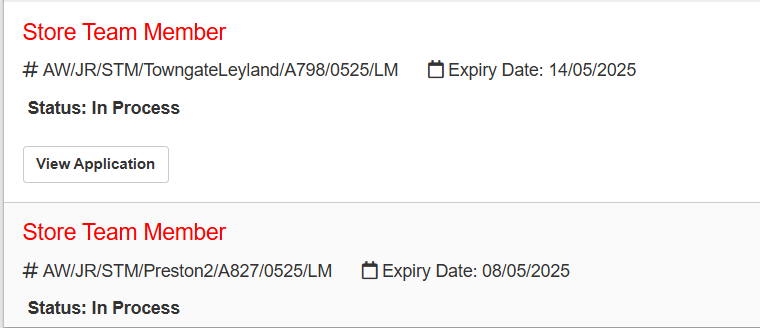 Store Team Member
# AW/JR/STM/TowngateLeyland/A798/0525/LM Expiry Date: 14/05/2025
Status: In Process
View Application
Store Team Member
# AW/JR/STM/Preston2/A827/0525/LM Expiry Date: 08/05/2025
Status: In Process